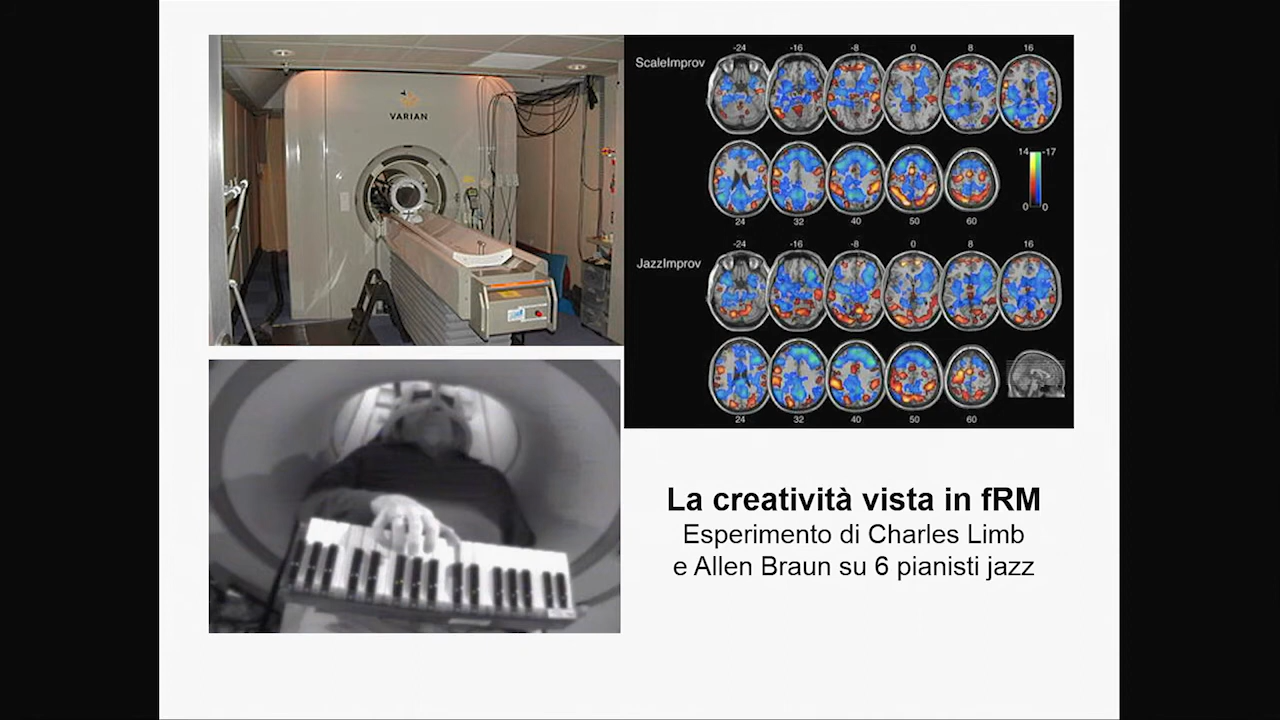 VARIAN
ScaleImprov
-24 -16 -8 0 8 16
14 -17
0 0
24 32 40 50 60
JazzImprov
-24 -16 -8 0 8 16
24 32 40 50 60
La creatività vista in fRM
Esperimento di Charles Limb
e Allen Braun su 6 pianisti jazz